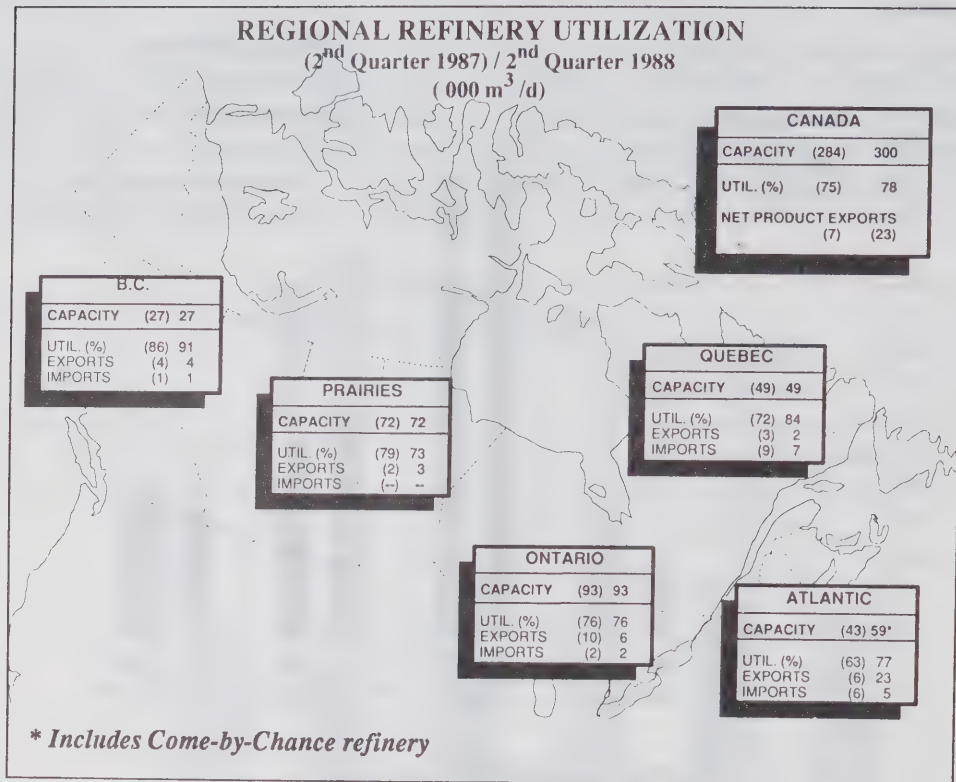 REGIONAL REFINERY UTILIZATION
(2nd Quarter 1987) / 2nd Quarter 1988
( 000 m3 /d)
CANADA
CAPACITY (284) 300
UTIL. (%) (75) 78
NET PRODUCT EXPORTS
(7) (23)
B.C.
CAPACITY (27) 27
UTIL. (%) (86) 91
EXPORTS (4) 4
IMPORTS (1) 1
PRAIRIES
CAPACITY (72) 72
UTIL. (%) (79) 73
EXPORTS (2) 3
IMPORTS (--) --
QUEBEC
CAPACITY (49) 49
UTIL. (%) (72) 84
EXPORTS (3) 2
IMPORTS (9) 7
ONTARIO
CAPACITY (93) 93
UTIL. (%) (76) 76
EXPORTS (10) 6
IMPORTS (2) 2
ATLANTIC
CAPACITY (43) 59*
UTIL. (%) (63) 77
EXPORTS (6) 23
IMPORTS (6) 5
* Includes Come-by-Chance refinery